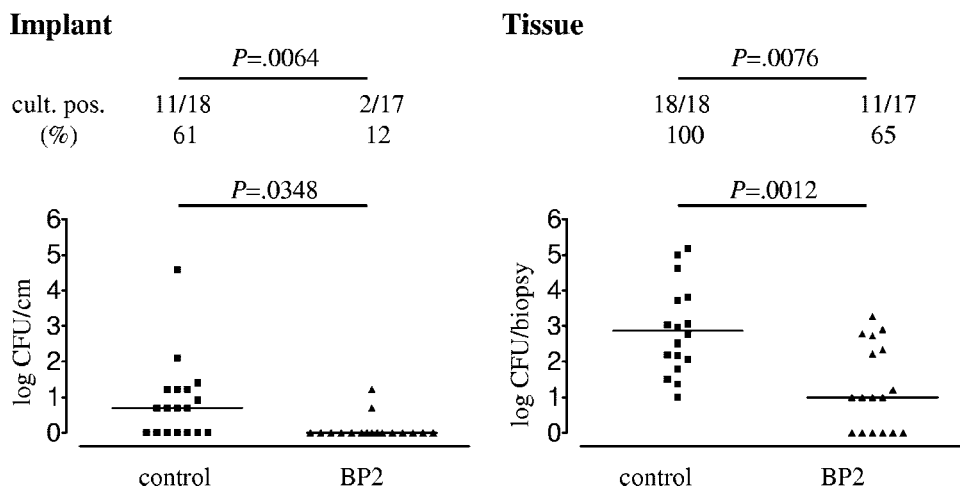 Implant
P=.0064
cult. pos. 11/18 2/17
(%) 61 12
P=.0348
6
5
4
3
2
1
0
log CFU/cm
control BP2
Tissue
P=.0076
18/18 11/17
100 65
P=.0012
6
5
4
3
2
1
0
log CFU/biopsy
control BP2